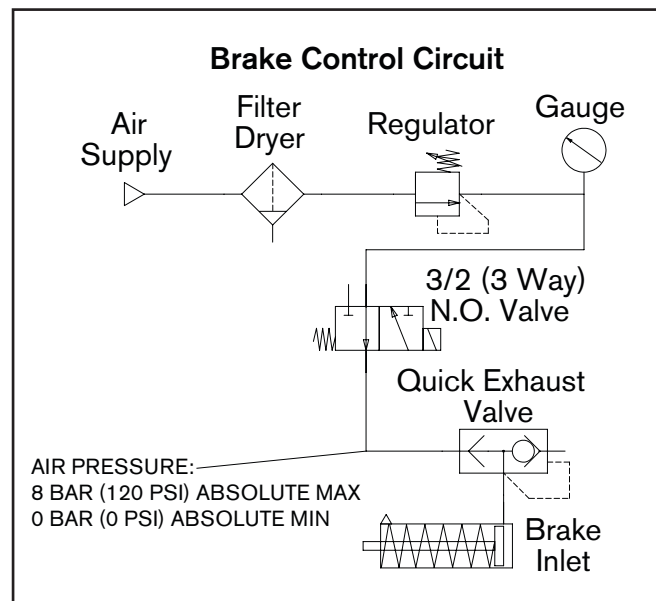 Brake Control Circuit
Air
Supply
Filter
Dryer
Regulator
Gauge
3/2 (3 Way)
N.O. Valve
Quick Exhaust
Valve
AIR PRESSURE:
8 BAR (120 PSI) ABSOLUTE MAX
0 BAR (0 PSI) ABSOLUTE MIN
Brake
Inlet